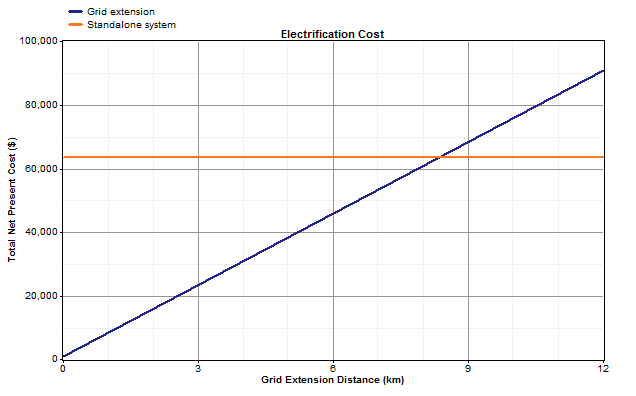 Grid extension
Standalone system
Electrification Cost
100,000
80,000
60,000
40,000
20,000
0
Total Net Present Cost ($)
0 3 6 9 12
Grid Extension Distance (km)